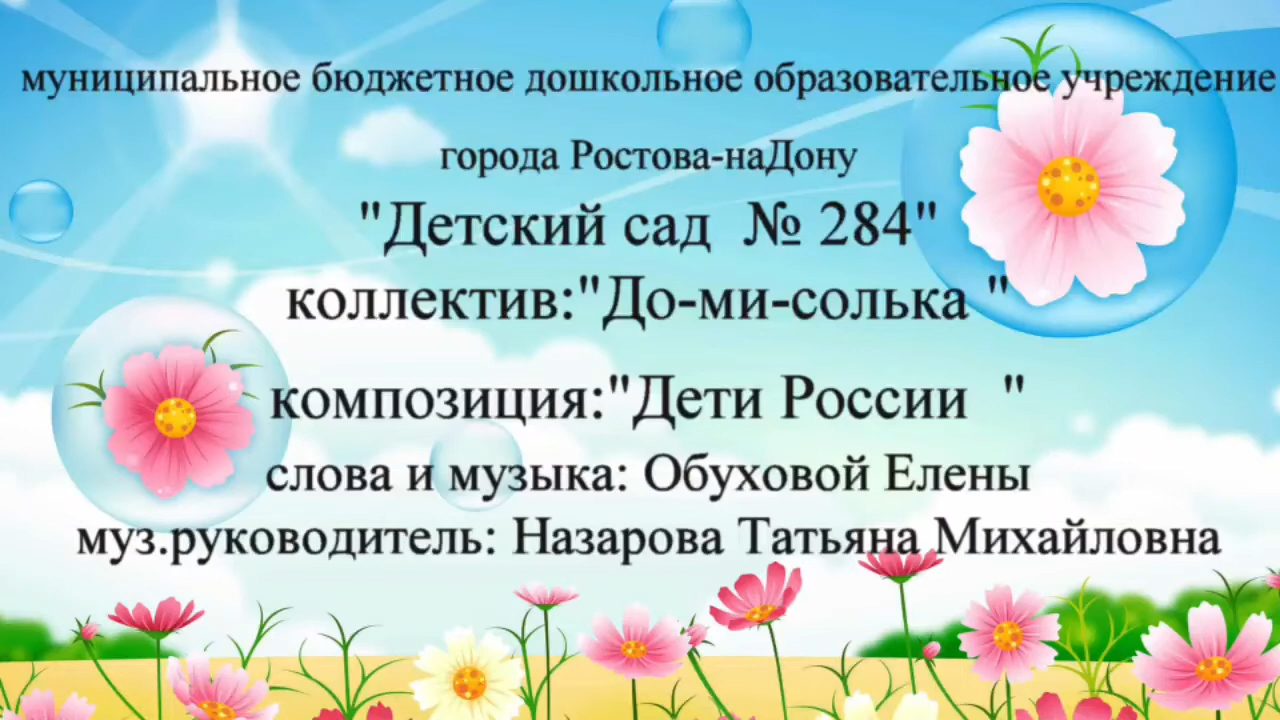 муниципальное бюджетное дошкольное образовательное учреждение
города Ростова-наДону
"Детский сад № 284"
коллектив:"До-ми-солька "
композиция:"Дети России "
слова и музыка: Обуховой Елены
муз.руководитель: Назарова Татьяна Михайловна